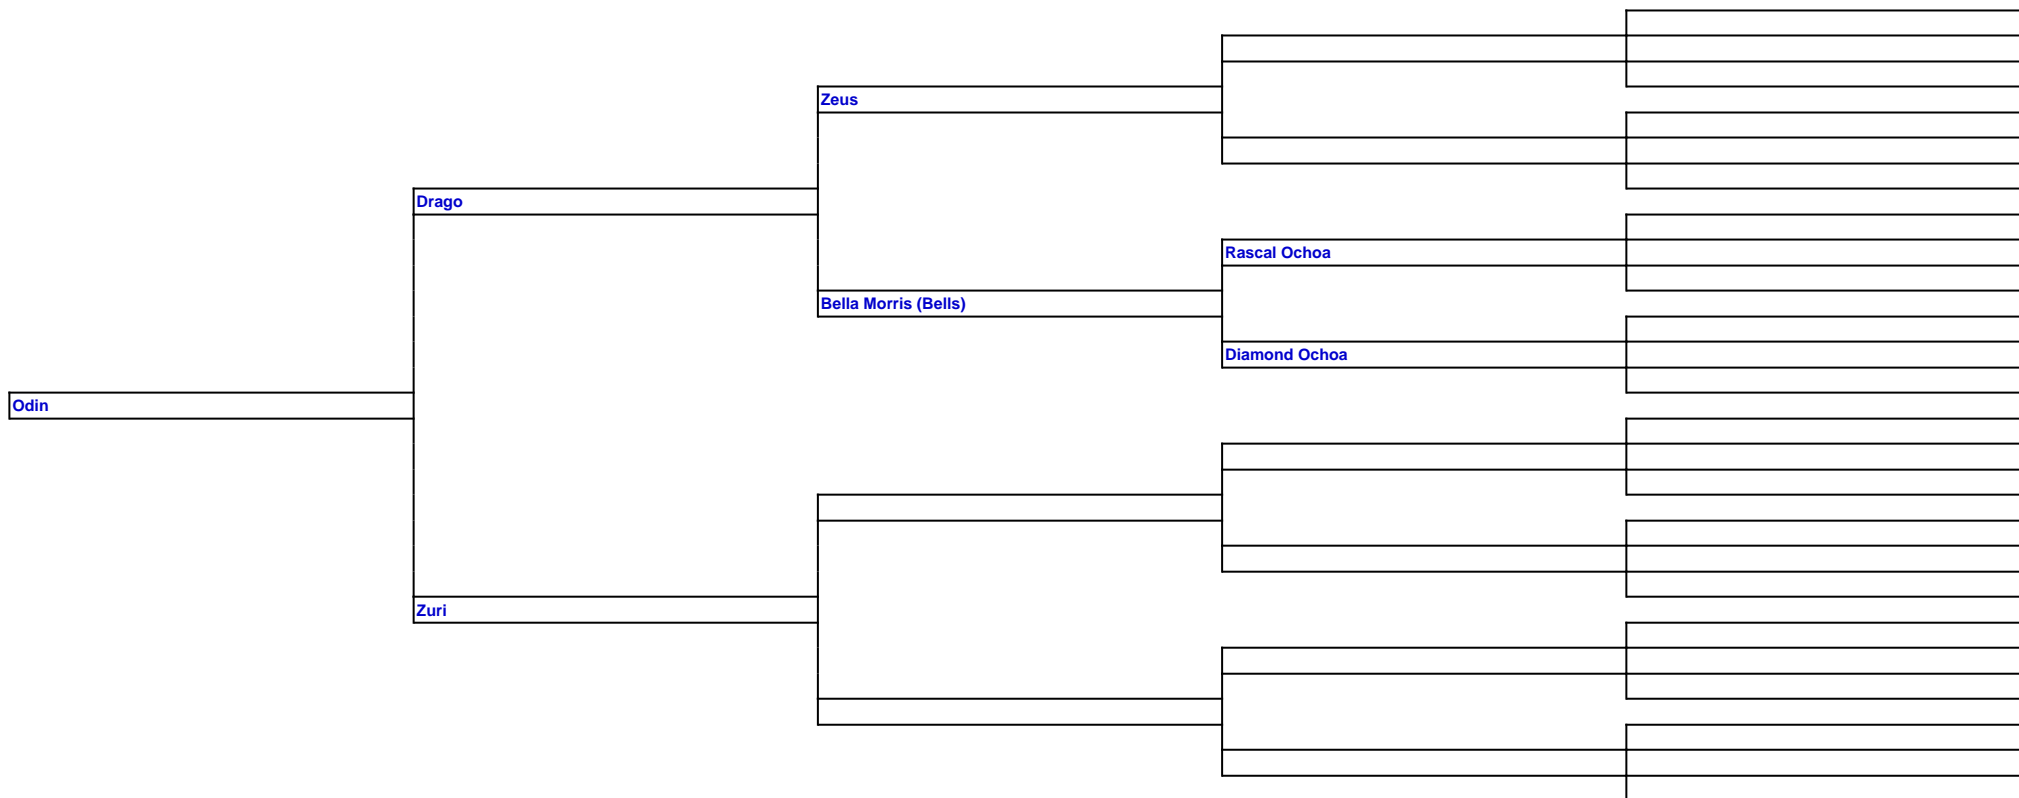 Zeus
Drago
Rascal Ochoa
Bella Morris (Bells)
Diamond Ochoa
Odin
Zuri